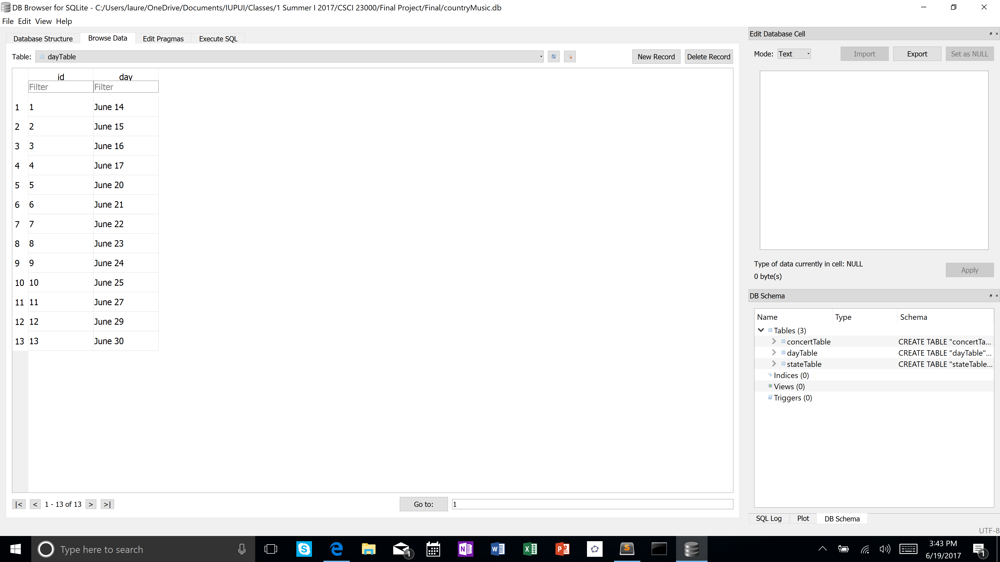 DB Browser for SQLite - C:/Users/laure/OneDrive/Documents/IUPUI/Classes/1 Summer I 2017/CSCI 23000/Final Project/Final/countryMusic.db
File Edit View Help
Database Structure Browse Data Edit Pragmas Execute SQL
Table: dayTable New Record Delete Record
id day
Filter Filter
1 1 June 14
2 2 June 15
3 3 June 16
4 4 June 17
5 5 June 20
6 6 June 21
7 7 June 22
8 8 June 23
9 9 June 24
10 10 June 25
11 11 June 27
12 12 June 29
13 13 June 30
|< < 1 - 13 of 13 > >| Go to: 1
Edit Database Cell
Mode: Text Import Export Set as NULL
Type of data currently in cell: NULL
0 byte(s)
Apply
DB Schema
Name Type Schema
Tables (3)
concertTable CREATE TABLE "concertTa...
dayTable CREATE TABLE "dayTable"...
stateTable CREATE TABLE "stateTable...
Indices (0)
Views (0)
Triggers (0)
SQL Log Plot DB Schema
UTF-8
Type here to search
1
3:43 PM
6/19/2017
1